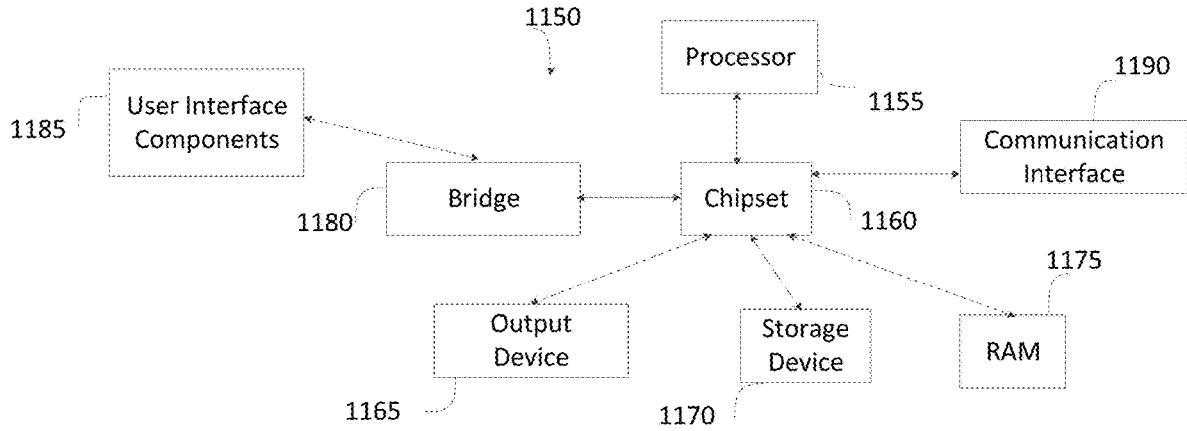 1150
Processor
1155
1190
User Interface
Components
1185
Communication
Interface
Bridge
1180
Chipset
1160
1175
Output
Device
1165
Storage
Device
1170
RAM